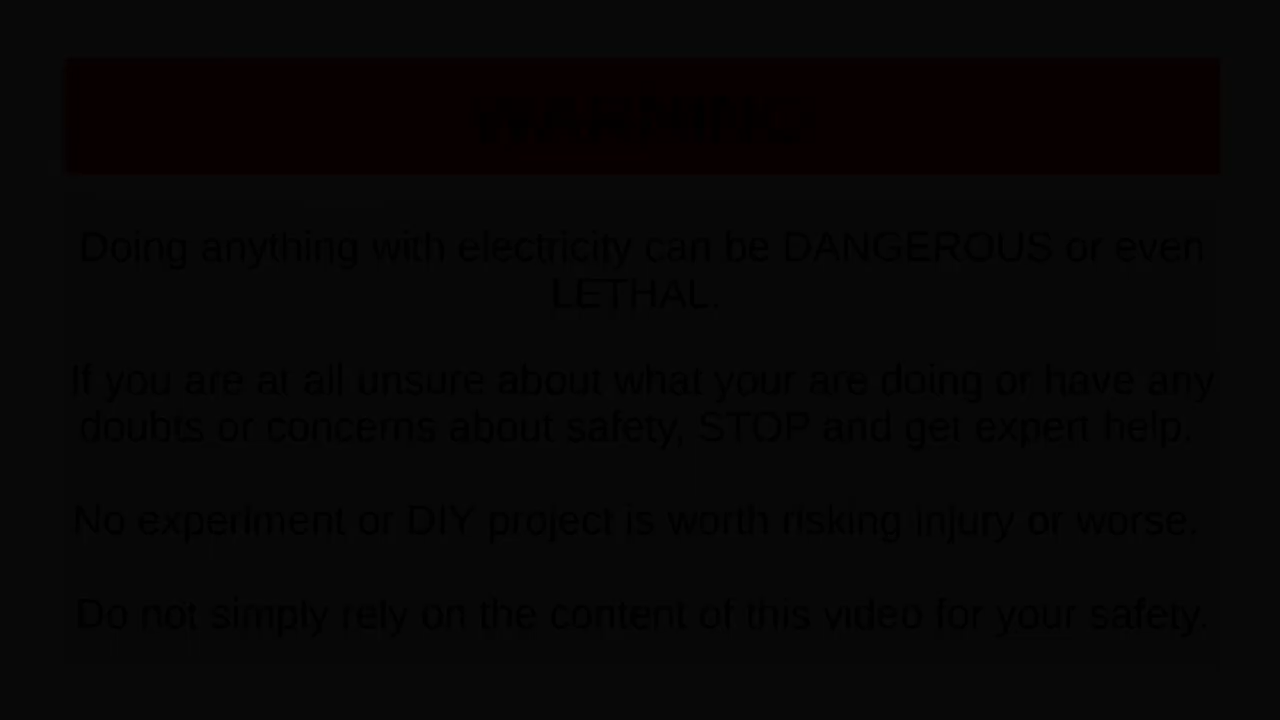 WARNING
Doing anything with electricity can be DANGEROUS or even
LETHAL.
If you are at all unsure about what your are doing or have any
doubts or concerns about safety, STOP and get expert help.
No experiment or DIY project is worth risking injury or worse.
Do not simply rely on the content of this video for your safety.